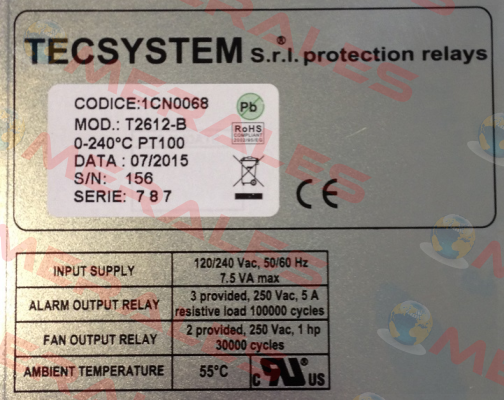 TECSYSTEM S.r.l.® protection relays
CODICE:1CN0068
MOD.: T2612-B
0-240°C PT100
DATA : 07/2015
S/N: 156
SERIE: 7 8 7
Pb
RoHS
COMPLIANT
CE
INPUT SUPPLY 120/240 Vac, 50/60 Hz
7.5 VA max
ALARM OUTPUT RELAY 3 provided, 250 Vac, 5 A
resistive load 100000 cycles
FAN OUTPUT RELAY 2 provided, 250 Vac, 1 hp
30000 cycles
AMBIENT TEMPERATURE 55°C c RU US
MERALES